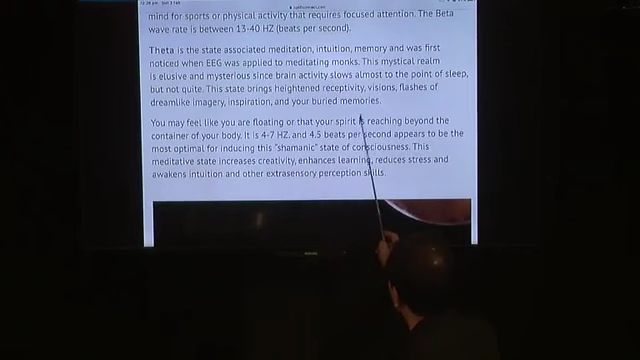 mind for sports or physical activity that requires focused attention. The Beta
wave rate is between 13-40 HZ (beats per second).
Theta is the state associated meditation, intuition, memory and was first
noticed when EEG was applied to meditating monks. This mystical realm
is elusive and mysterious since brain activity slows almost to the point of sleep,
but not quite. This state brings heightened receptivity, visions, flashes of
dreamlike imagery, inspiration, and your buried memories.
You may feel like you are floating or that your spirit is reaching beyond the
container of your body. It is 4-7 HZ, and 4.5 beats per second appears to be the
most optimal for inducing this "shamanic" state of consciousness. This
meditative state increases creativity, enhances learning, reduces stress and
awakens intuition and other extrasensory perception skills.